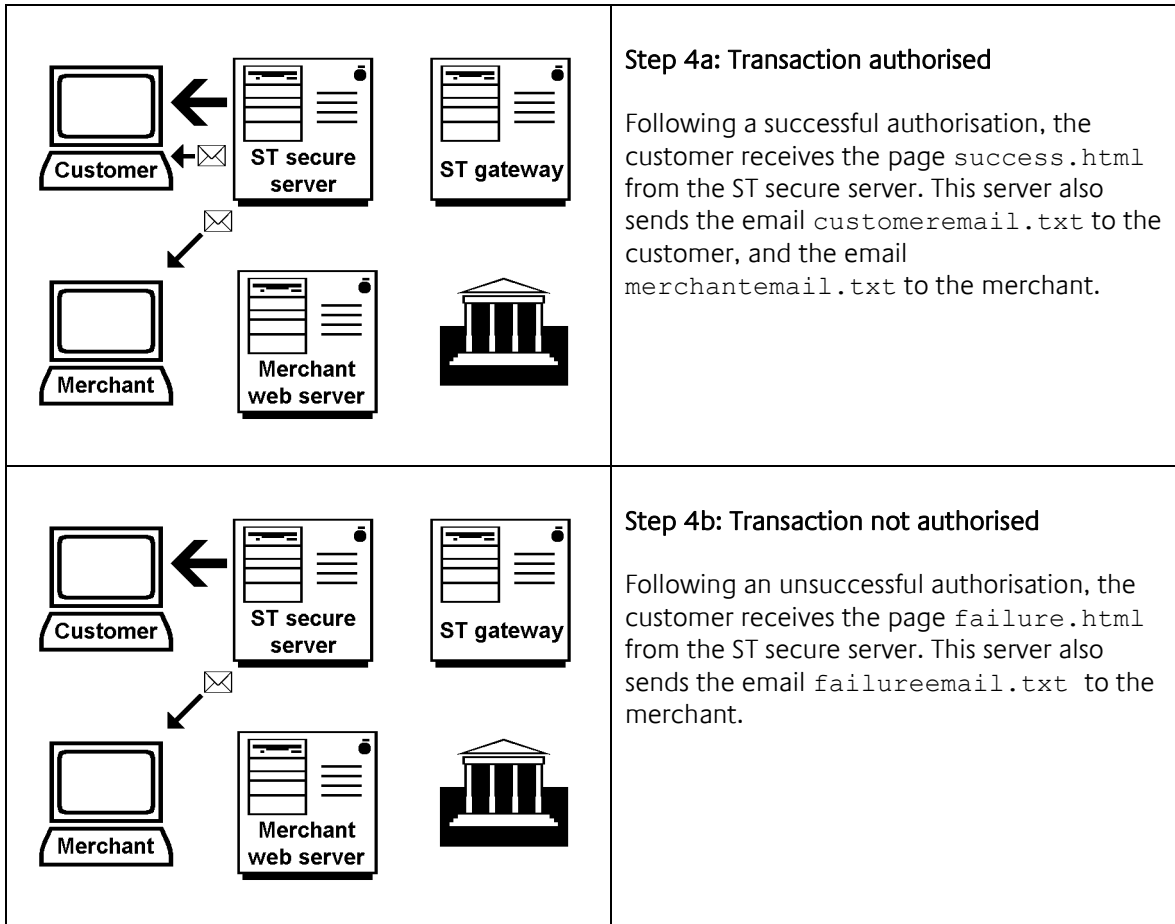 Customer
ST secure
server
ST gateway
Merchant
Merchant
web server
Step 4a: Transaction authorised
Following a successful authorisation, the
customer receives the page success.html
from the ST secure server. This server also
sends the email customeremail.txt to the
customer, and the email
merchantemail.txt to the merchant.
Customer
ST secure
server
ST gateway
Merchant
Merchant
web server
Step 4b: Transaction not authorised
Following an unsuccessful authorisation, the
customer receives the page failure.html
from the ST secure server. This server also
sends the email failureemail.txt to the
merchant.